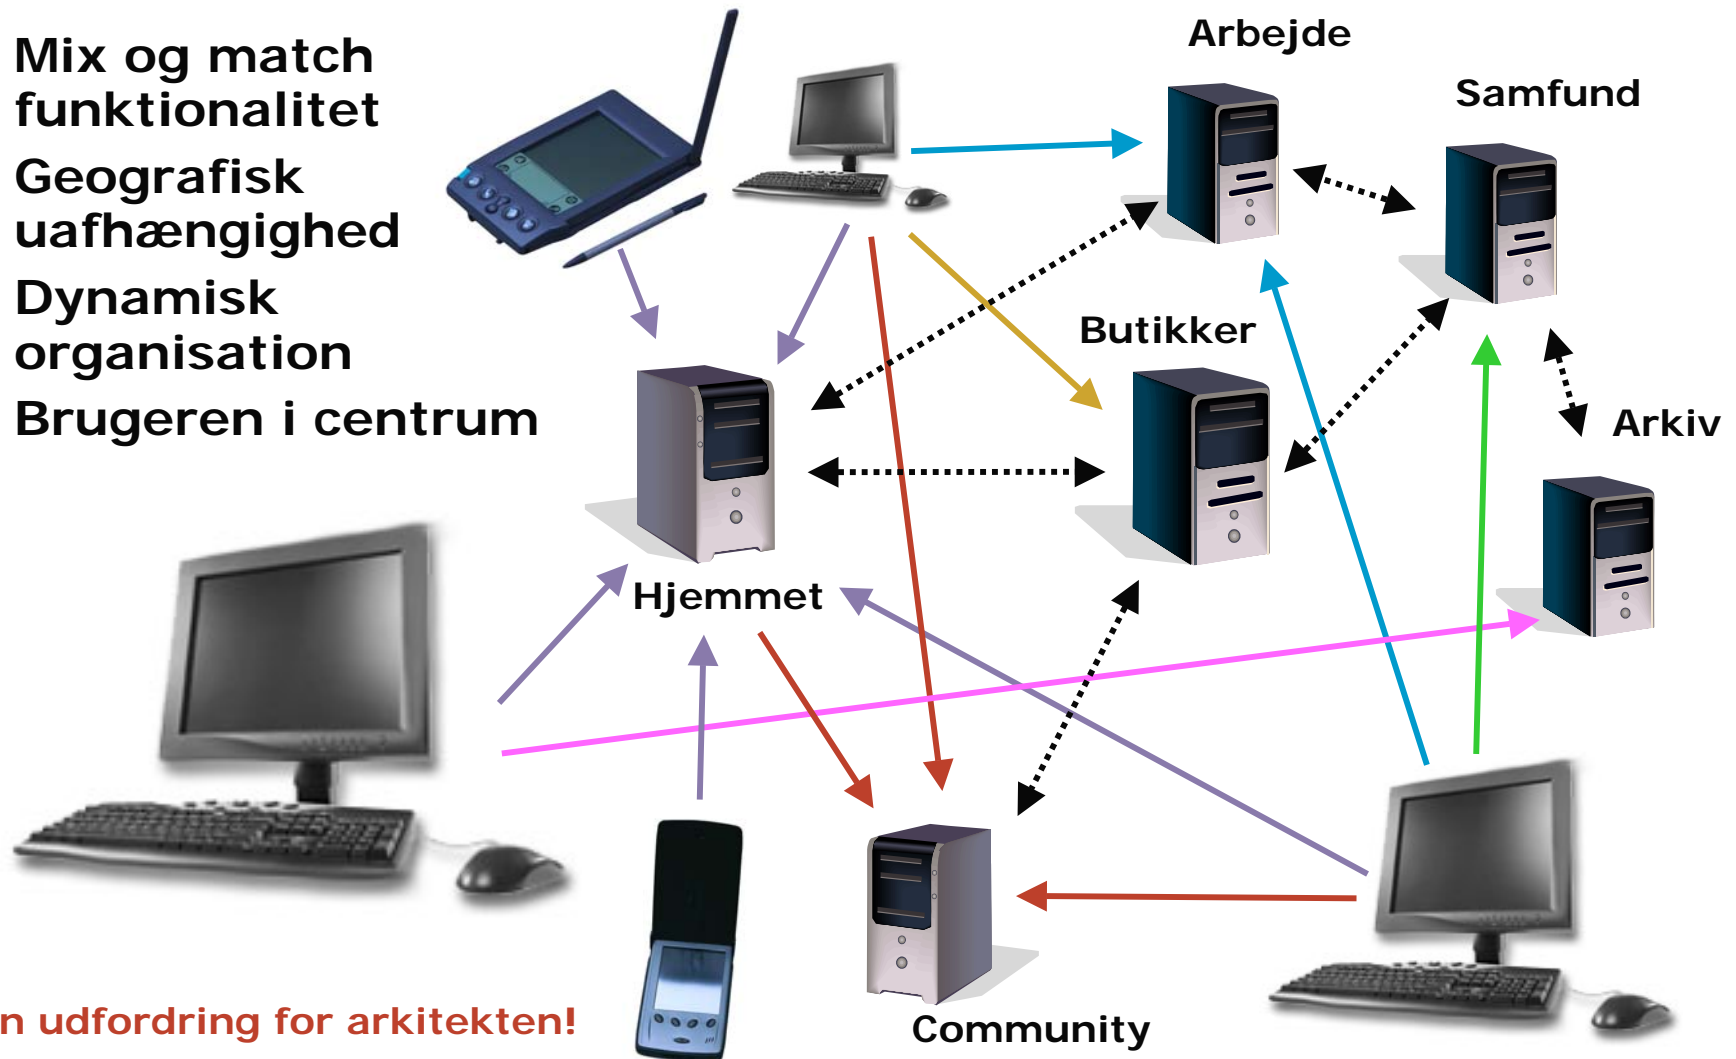 Mix og match
funktionalitet
Geografisk
uafhængighed
Dynamisk
organisation
Brugeren i centrum
Arbejde
Samfund
Butikker
Arkiv
Hjemmet
Community
n udfordring for arkitekten!